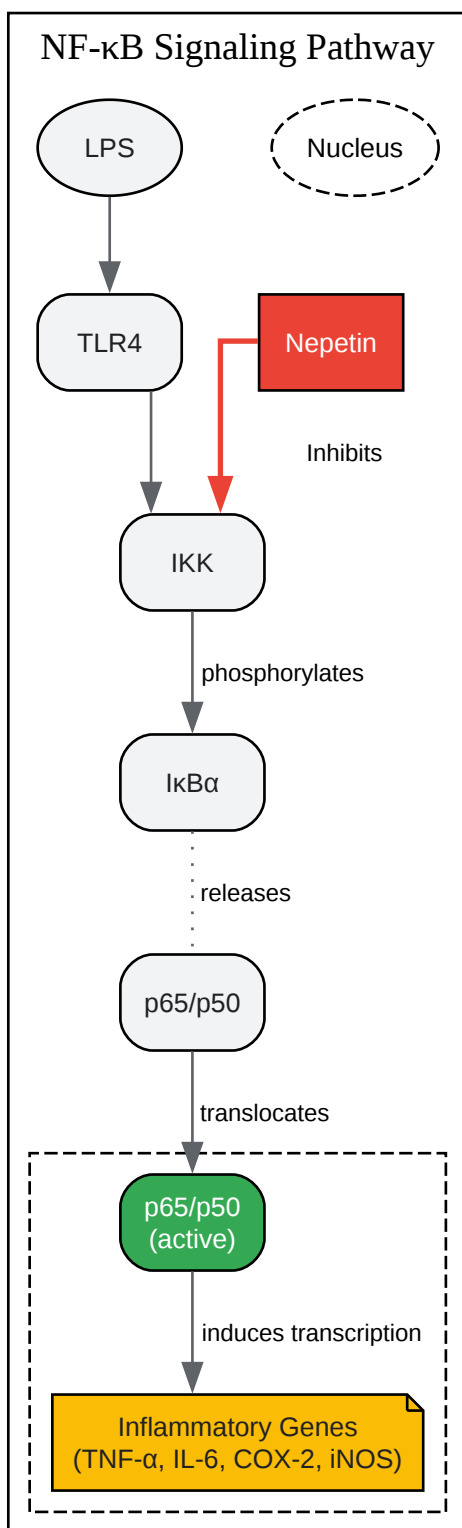 NF-κB Signaling Pathway
LPS
Nucleus
TLR4
Nepetin
Inhibits
IKK
phosphorylates
IκBα
releases
p65/p50
translocates
p65/p50
(active)
induces transcription
Inflammatory Genes
(TNF-α, IL-6, COX-2, iNOS)